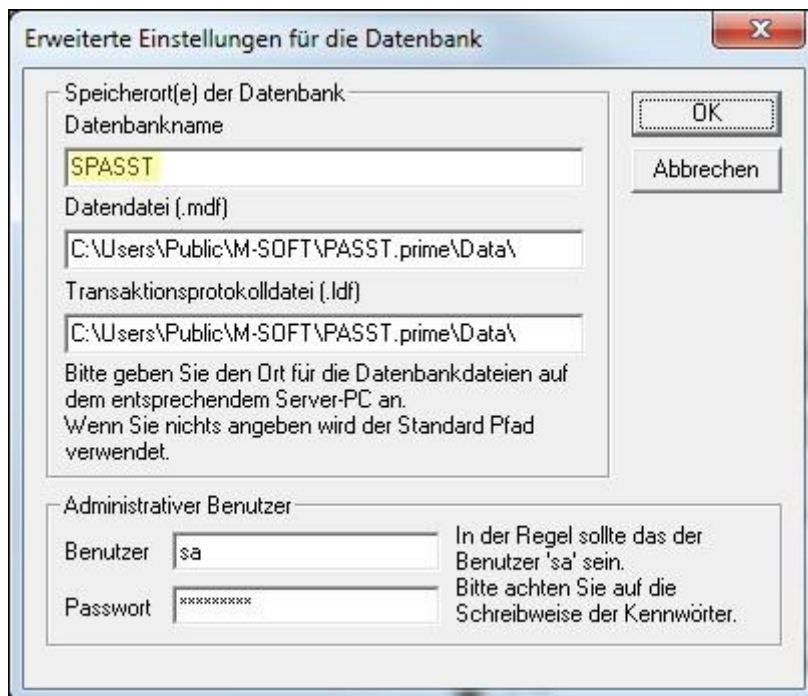 Erweiterte Einstellungen für die Datenbank
Speicherort(e) der Datenbank
Datenbankname
SPASST
Datendatei (.mdf)
C:\Users\Public\M-SOFT\PASST.prime\Data\
Transaktionsprotokolldatei (.ldf)
C:\Users\Public\M-SOFT\PASST.prime\Data\
Bitte geben Sie den Ort für die Datenbankdateien auf
dem entsprechendem Server-PC an.
Wenn Sie nichts angeben wird der Standard Pfad
verwendet.
OK
Abbrechen
Administrativer Benutzer
Benutzer
sa
Passwort
*********
In der Regel sollte das der
Benutzer 'sa' sein.
Bitte achten Sie auf die
Schreibweise der Kennwörter.